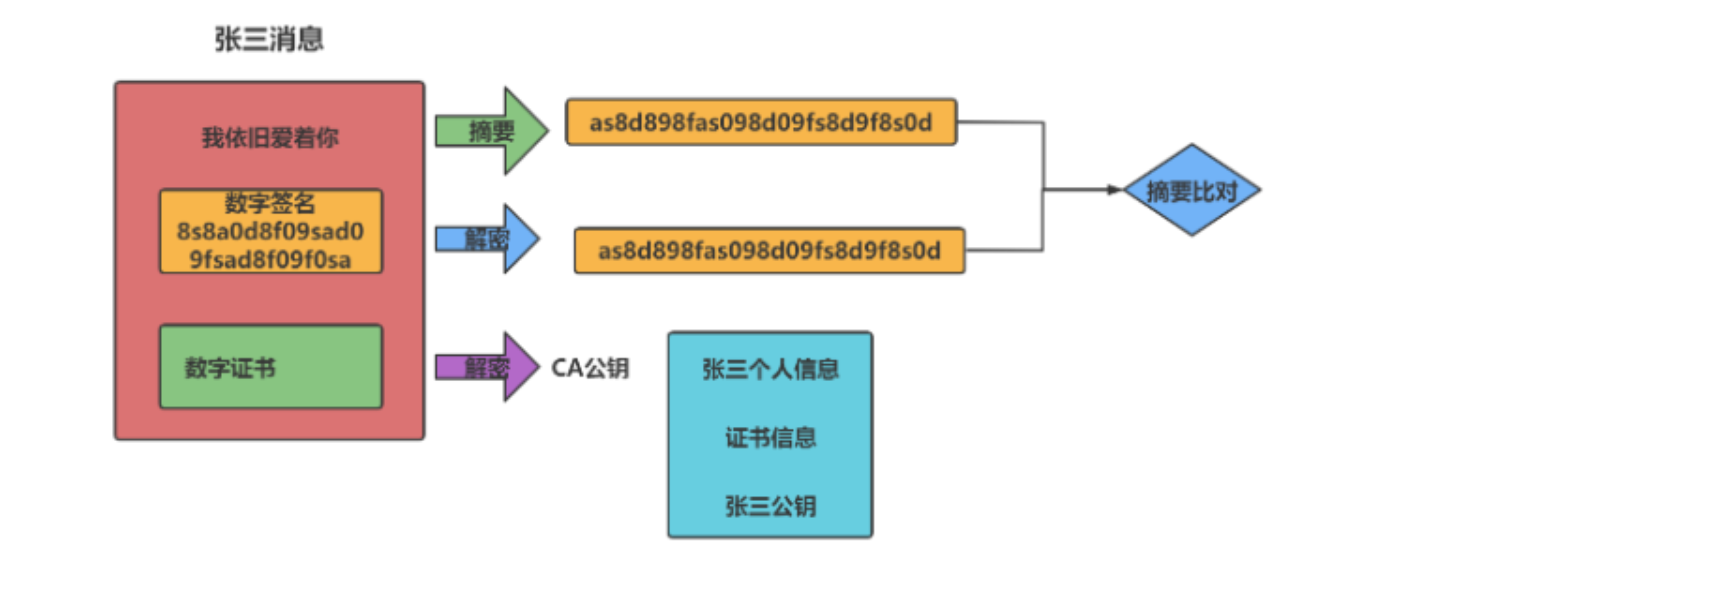 张三消息
我依旧爱着你
摘要
as8d898fas098d09fs8d9f8s0d
数字签名
8s8a0d8f09sad0
9fsad8f09f0sa
解密
as8d898fas098d09fs8d9f8s0d
摘要比对
数字证书
解密
CA公钥
张三个人信息
证书信息
张三公钥